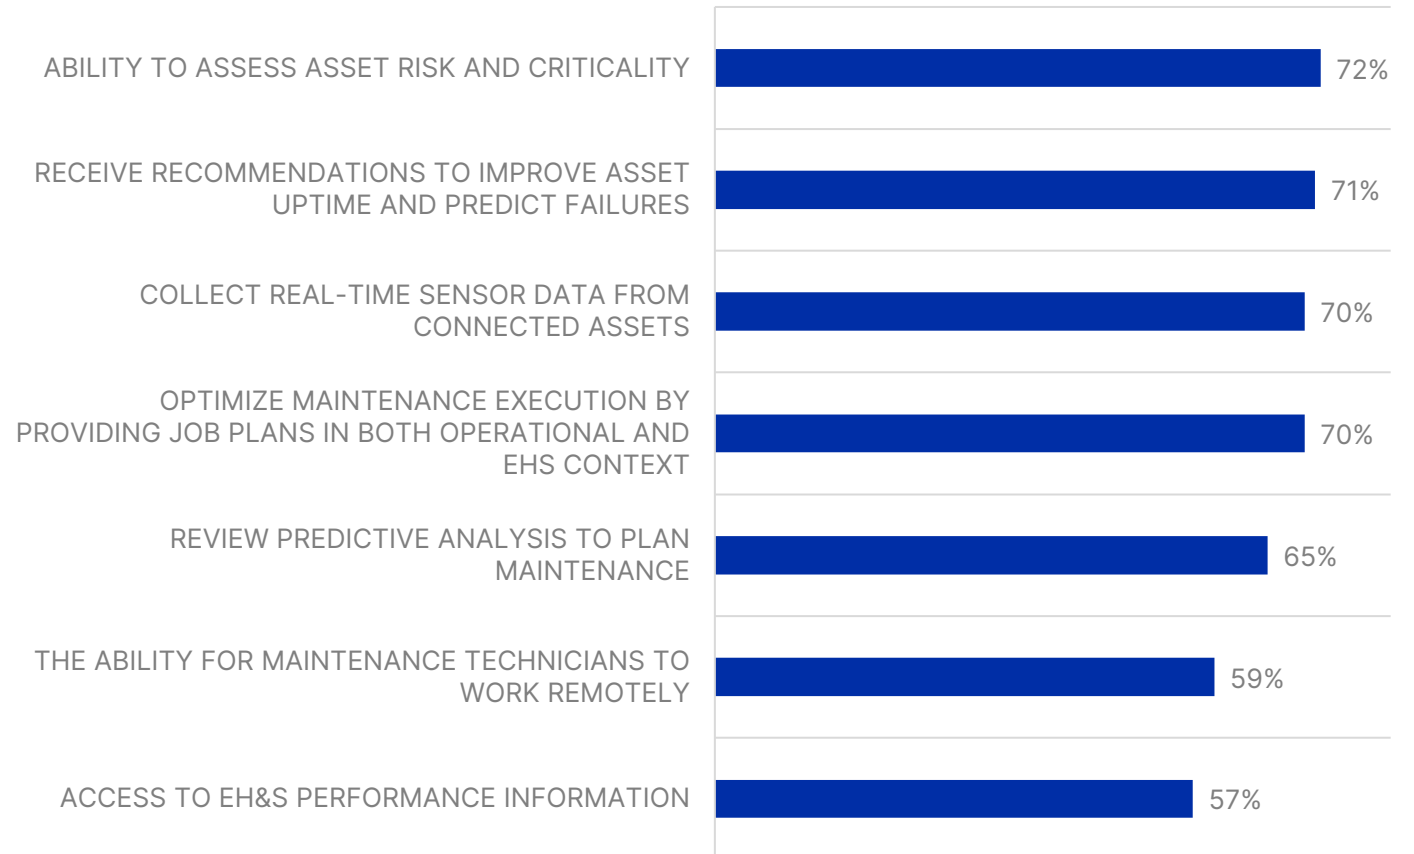 ABILITY TO ASSESS ASSET RISK AND CRITICALITY
72%
RECEIVE RECOMMENDATIONS TO IMPROVE ASSET
UPTIME AND PREDICT FAILURES
71%
COLLECT REAL-TIME SENSOR DATA FROM
CONNECTED ASSETS
70%
OPTIMIZE MAINTENANCE EXECUTION BY
PROVIDING JOB PLANS IN BOTH OPERATIONAL AND
EHS CONTEXT
70%
REVIEW PREDICTIVE ANALYSIS TO PLAN
MAINTENANCE
65%
THE ABILITY FOR MAINTENANCE TECHNICIANS TO
WORK REMOTELY
59%
ACCESS TO EH&S PERFORMANCE INFORMATION
57%